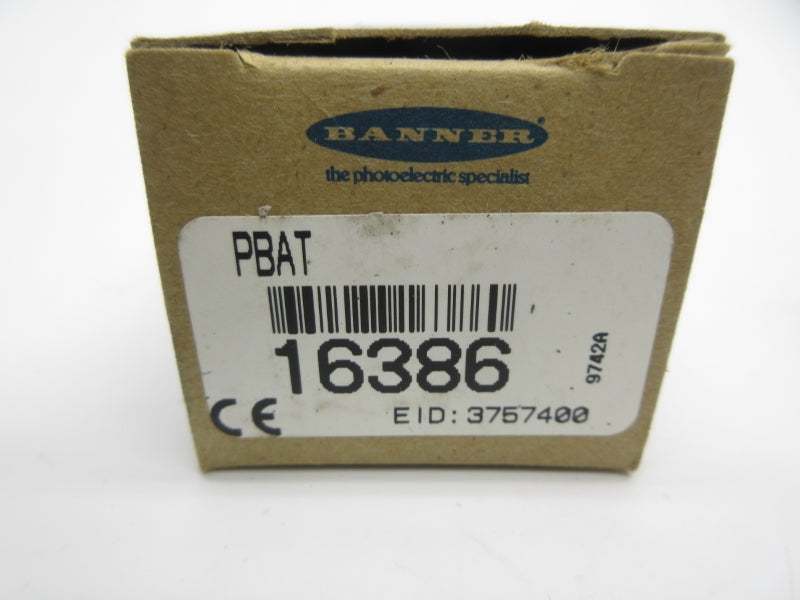 BANNER®
the photoelectric specialist
PBAT
16386
9742A
CE
EID: 3757400